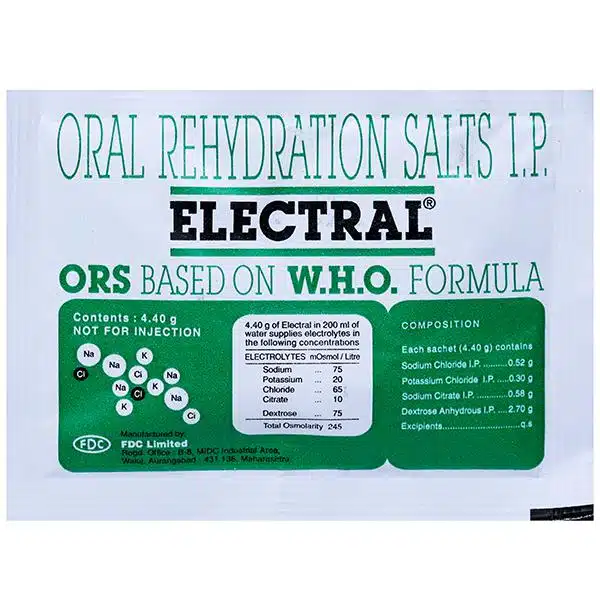 ORAL REHYDRATION SALTS I.P.
ELECTRAL®
ORS BASED ON W.H.O. FORMULA
Contents : 4.40 g
NOT FOR INJECTION
Na
K
Na
Na
Cl
Na
K
Cl
Na
K
Cl
FDC
Manufactured by:
FDC Limited
Regd. Office : B-8, MIDC Industrial Area,
Waluj, Aurangabad - 431 136, Maharashtra
4.40 g of Electral in 200 ml of
water supplies electrolytes in
the following concentrations
ELECTROLYTES mOsmol / Litre
Sodium ... 75
Potassium ... 20
Chloride ... 65
Citrate ... 10
Dextrose ... 75
Total Osmolarity 245
COMPOSITION
Each sachet (4.40 g) contains
Sodium Chloride I.P. ........0.52 g
Potassium Chloride I.P. .....0.30 g
Sodium Citrate I.P. ..........0.58 g
Dextrose Anhydrous I.P. ....2.70 g
Excipients..........................q.s